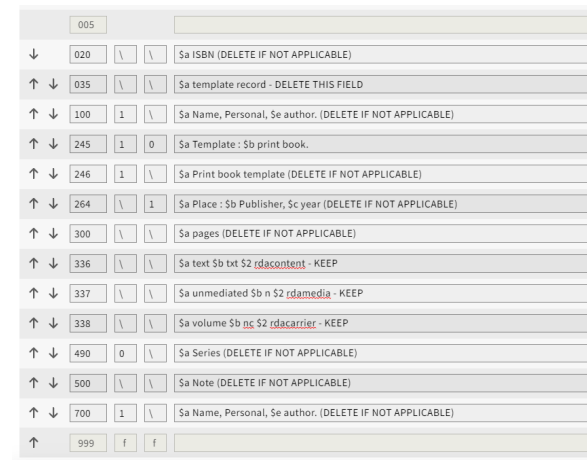 005
020 \ \ $a ISBN (DELETE IF NOT APPLICABLE)
035 \ \ $a template record - DELETE THIS FIELD
100 1 \ $a Name, Personal, $e author. (DELETE IF NOT APPLICABLE)
245 1 0 $a Template : $b print book.
246 1 \ $a Print book template (DELETE IF NOT APPLICABLE)
264 \ 1 $a Place : $b Publisher, $c year (DELETE IF NOT APPLICABLE)
300 \ \ $a pages (DELETE IF NOT APPLICABLE)
336 \ \ $a text $b txt $2 rdacontent - KEEP
337 \ \ $a unmediated $b n $2 rdamedia - KEEP
338 \ \ $a volume $b nc $2 rdacarrier - KEEP
490 0 \ $a Series (DELETE IF NOT APPLICABLE)
500 \ \ $a Note (DELETE IF NOT APPLICABLE)
700 1 \ $a Name, Personal, $e author. (DELETE IF NOT APPLICABLE)
999 f f